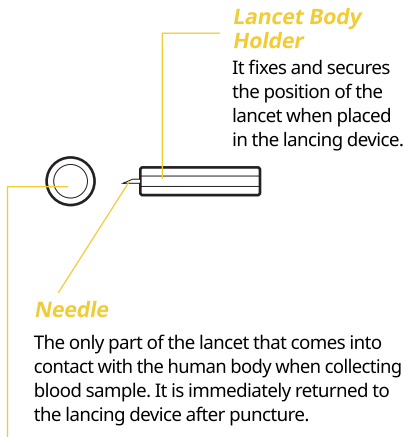 Lancet Body
Holder
It fixes and secures
the position of the
lancet when placed
in the lancing device.
Needle
The only part of the lancet that comes into
contact with the human body when collecting
blood sample. It is immediately returned to
the lancing device after puncture.